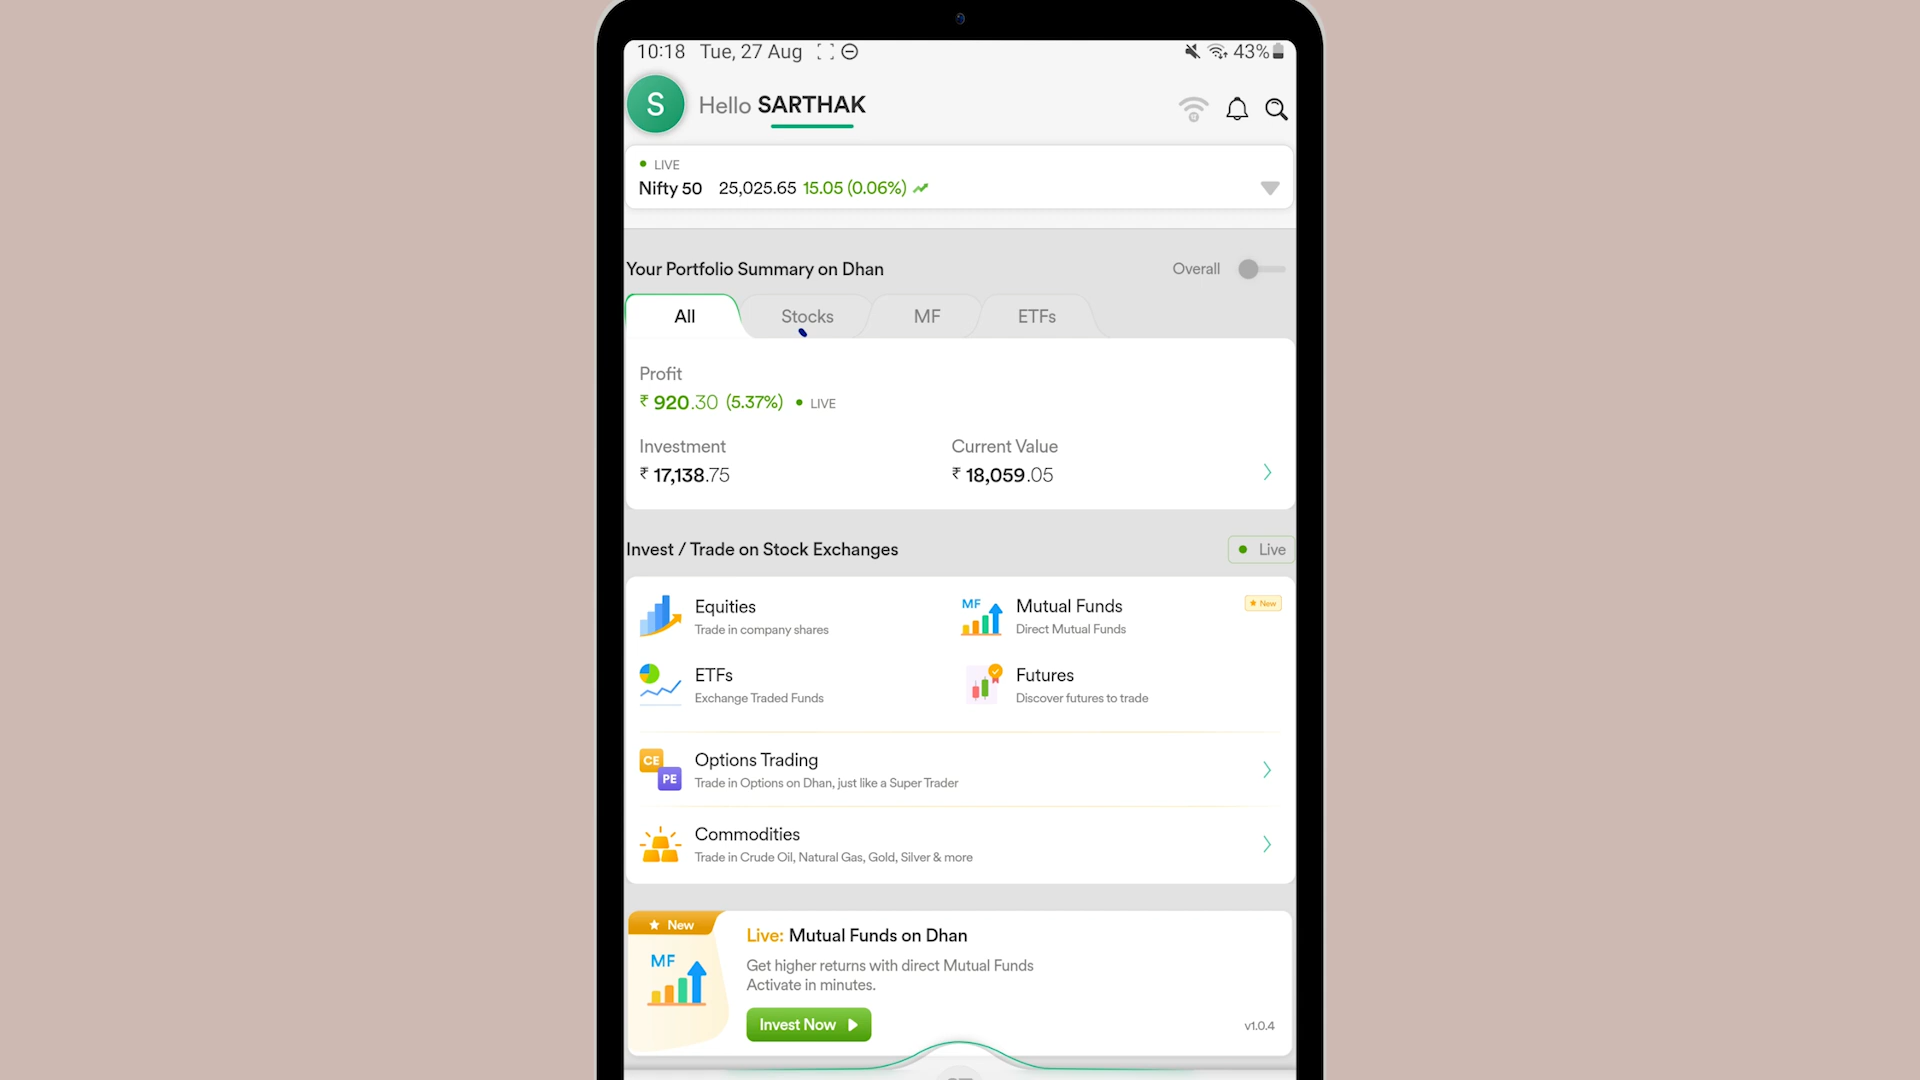 10:18 Tue, 27 Aug 43%
S Hello SARTHAK
LIVE
Nifty 50 25,025.65 15.05 (0.06%)
Your Portfolio Summary on Dhan Overall
All Stocks MF ETFs
Profit
₹ 920.30 (5.37%) LIVE
Investment Current Value
₹ 17,138.75 ₹ 18,059.05
Invest / Trade on Stock Exchanges Live
Equities MF Mutual Funds New
Trade in company shares Direct Mutual Funds
ETFs Futures
Exchange Traded Funds Discover futures to trade
CE PE Options Trading
Trade in Options on Dhan, just like a Super Trader
Commodities
Trade in Crude Oil, Natural Gas, Gold, Silver & more
New
Live: Mutual Funds on Dhan
MF
Get higher returns with direct Mutual Funds
Activate in minutes.
Invest Now v1.0.4